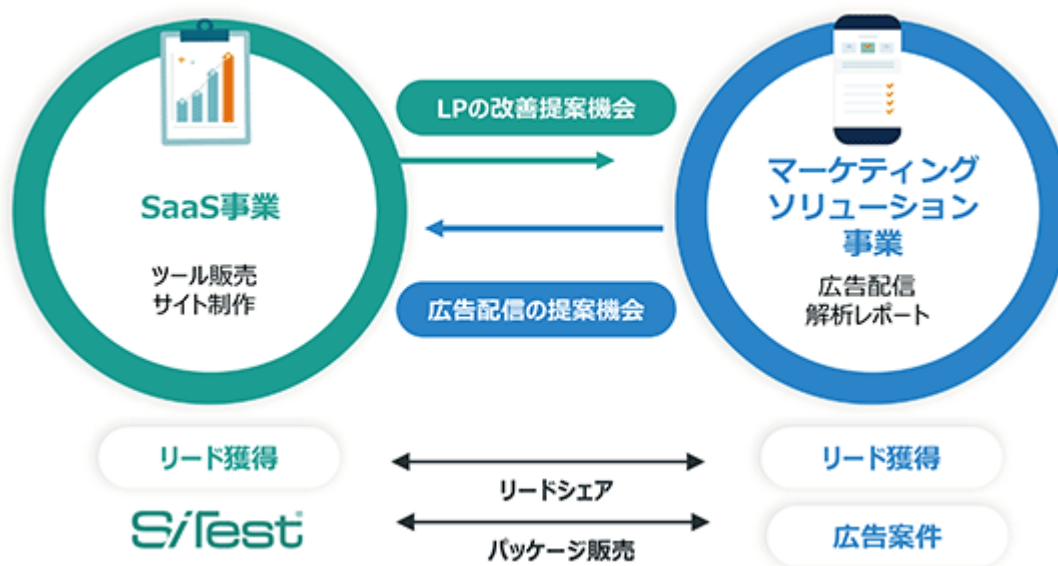 LPの改善提案機会
SaaS事業
ツール販売
サイト制作
マーケティング
ソリューション
事業
広告配信
解析レポート
広告配信の提案機会
リード獲得
リードシェア
リード獲得
SiTest
パッケージ販売
広告案件